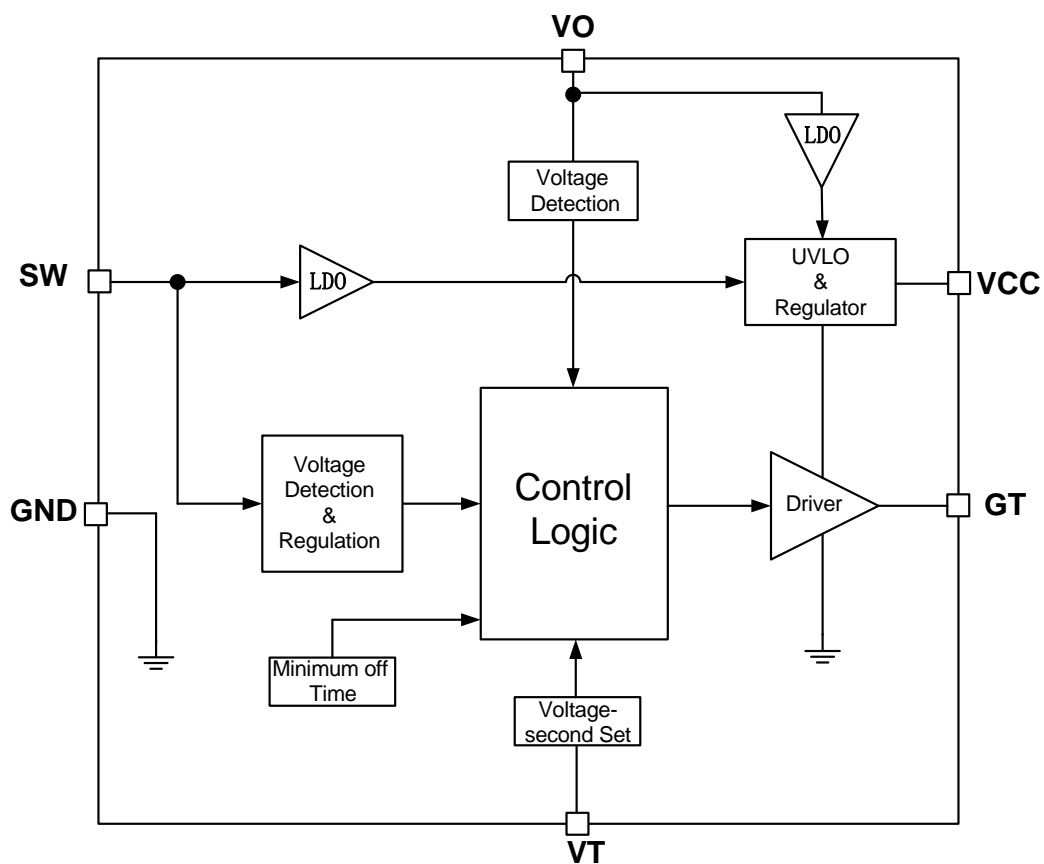 VO
LDO
Voltage
Detection
SW
LDO
UVLO
&
Regulator
VCC
Voltage
Detection
&
Regulation
Control
Logic
Driver
GND
GT
Minimum off
Time
Voltage-
second Set
VT